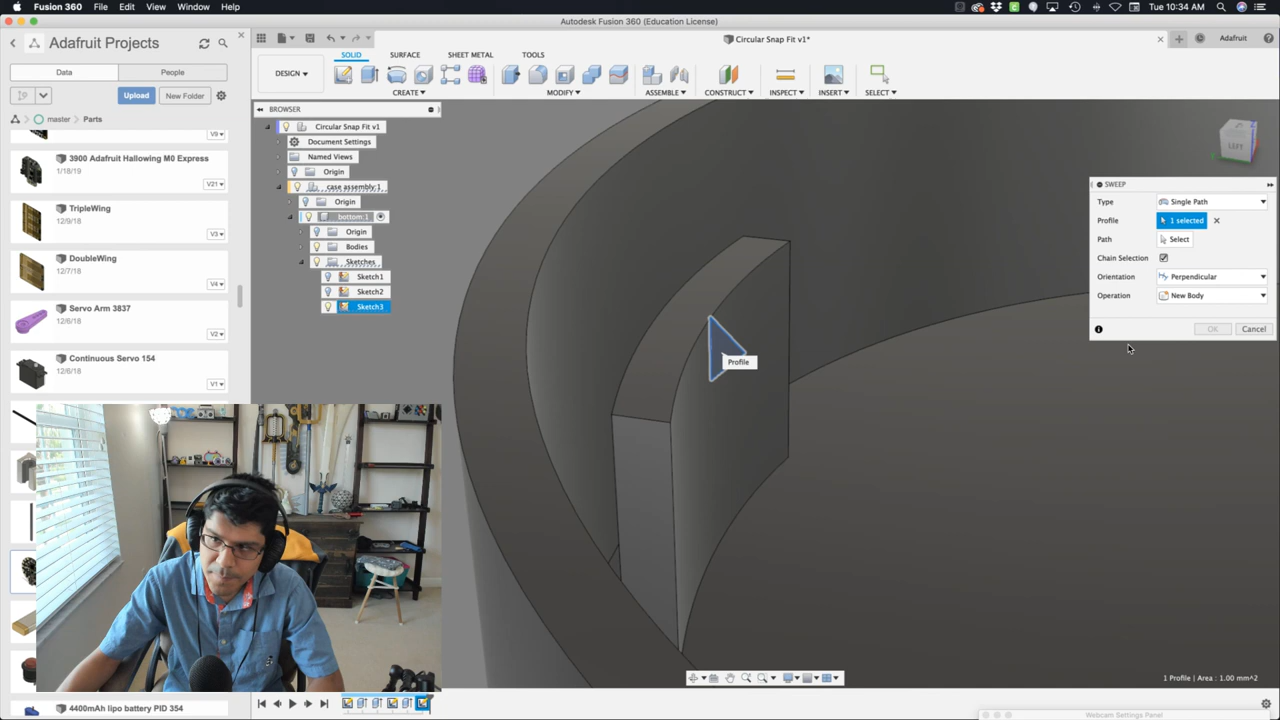 Fusion 360 File Edit View Window Help
Tue 10:34 AM
Autodesk Fusion 360 (Education License)
Adafruit Projects
Circular Snap Fit v1*
Adafruit
Data People
Upload New Folder
master > Parts
V9
3900 Adafruit Hallowing M0 Express
1/18/19
V21
TripleWing
12/9/18
V3
DoubleWing
12/7/18
V4
Servo Arm 3837
12/6/18
V2
Continuous Servo 154
12/6/18
V1
4400mAh lipo battery PID 354
SOLID SURFACE SHEET METAL TOOLS
DESIGN
CREATE MODIFY ASSEMBLE CONSTRUCT INSPECT INSERT SELECT
BROWSER
Circular Snap Fit v1
Document Settings
Named Views
Origin
case assembly:1
Origin
bottom:1
Origin
Bodies
Sketches
Sketch1
Sketch2
Sketch3
LEFT
SWEEP
Type Single Path
Profile 1 selected
Path Select
Chain Selection
Orientation Perpendicular
Operation New Body
OK Cancel
Profile
1 Profile | Area : 1.00 mm^2
Webcam Settings Panel